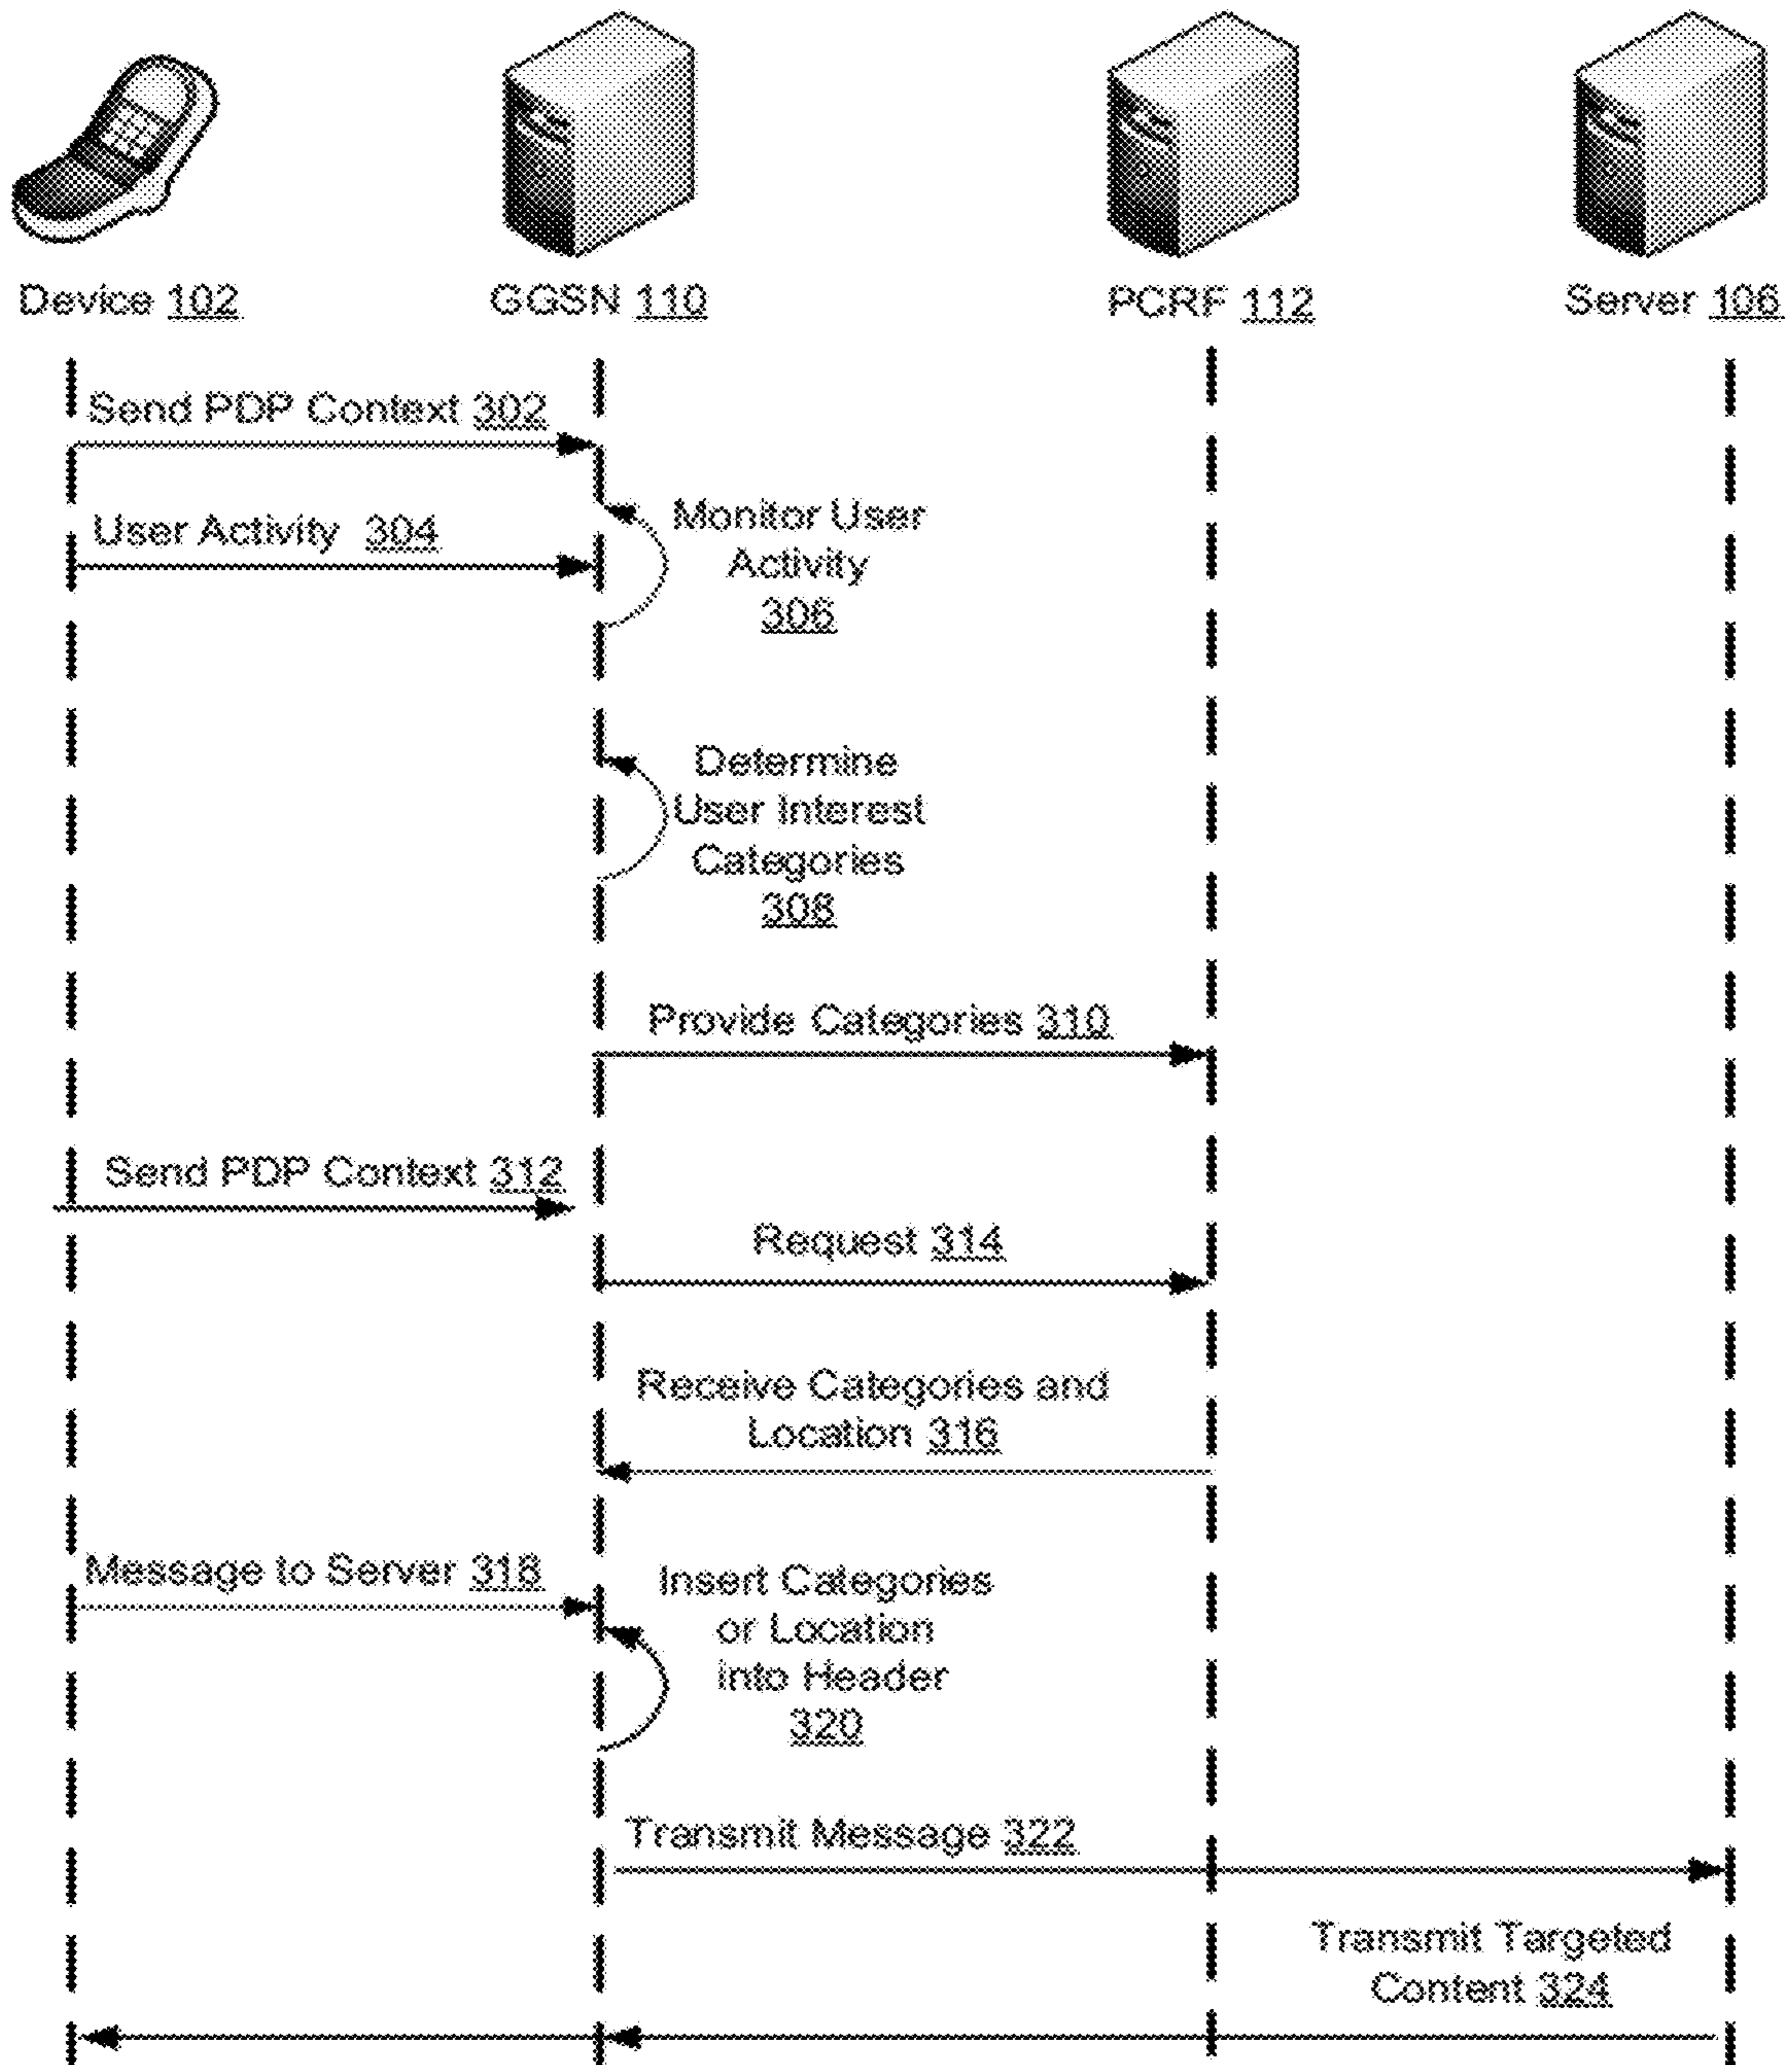 Device 102
GGSN 110
PCRF 112
Server 106
Send PDP Context 302
User Activity 304
Monitor User
Activity
306
Determine
User Interest
Categories
308
Provide Categories 310
Send PDP Context 312
Request 314
Receive Categories and
Location 316
Message to Server 318
Insert Categories
or Location
into Header
320
Transmit Message 322
Transmit Targeted
Content 324